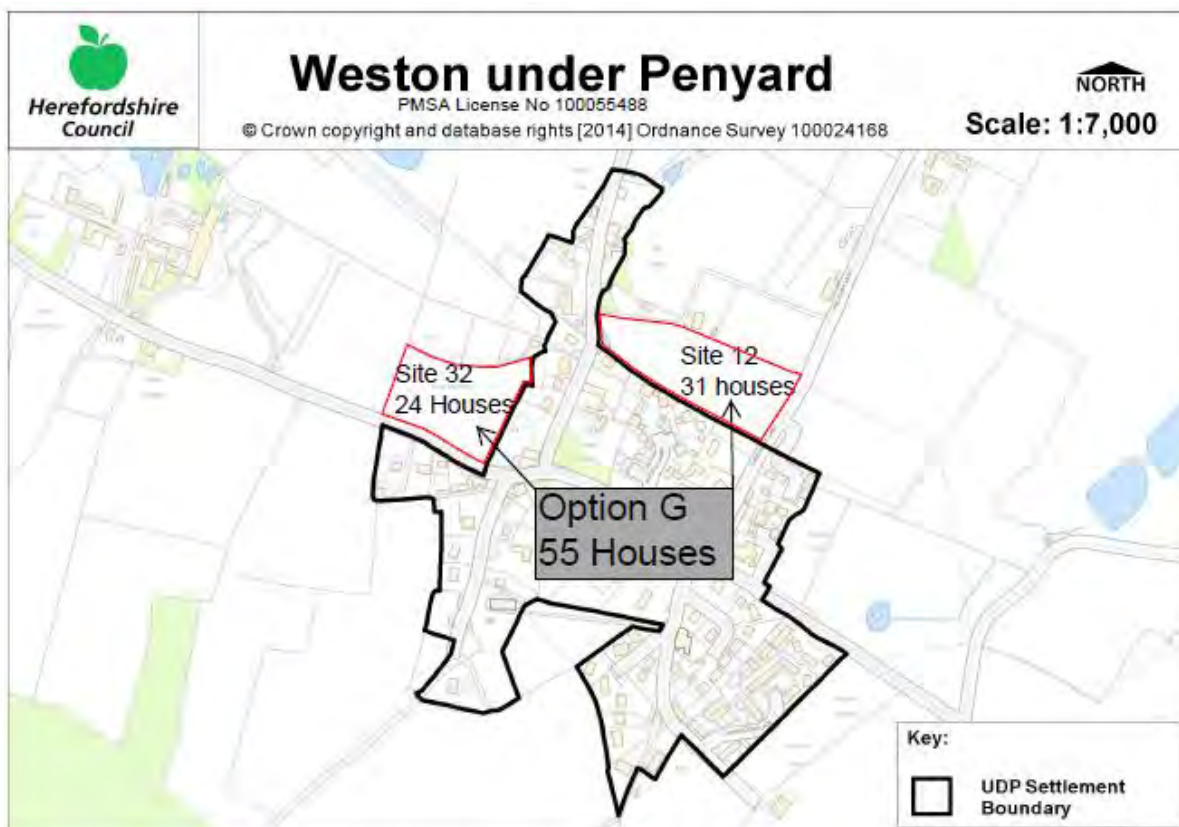 Herefordshire
Council
Weston under Penyard
PMSA License No 100055488
© Crown copyright and database rights [2014] Ordnance Survey 100024168
NORTH
Scale: 1:7,000
Site 32
24 Houses
Site 12
31 houses
Option G
55 Houses
Key:
UDP Settlement
Boundary